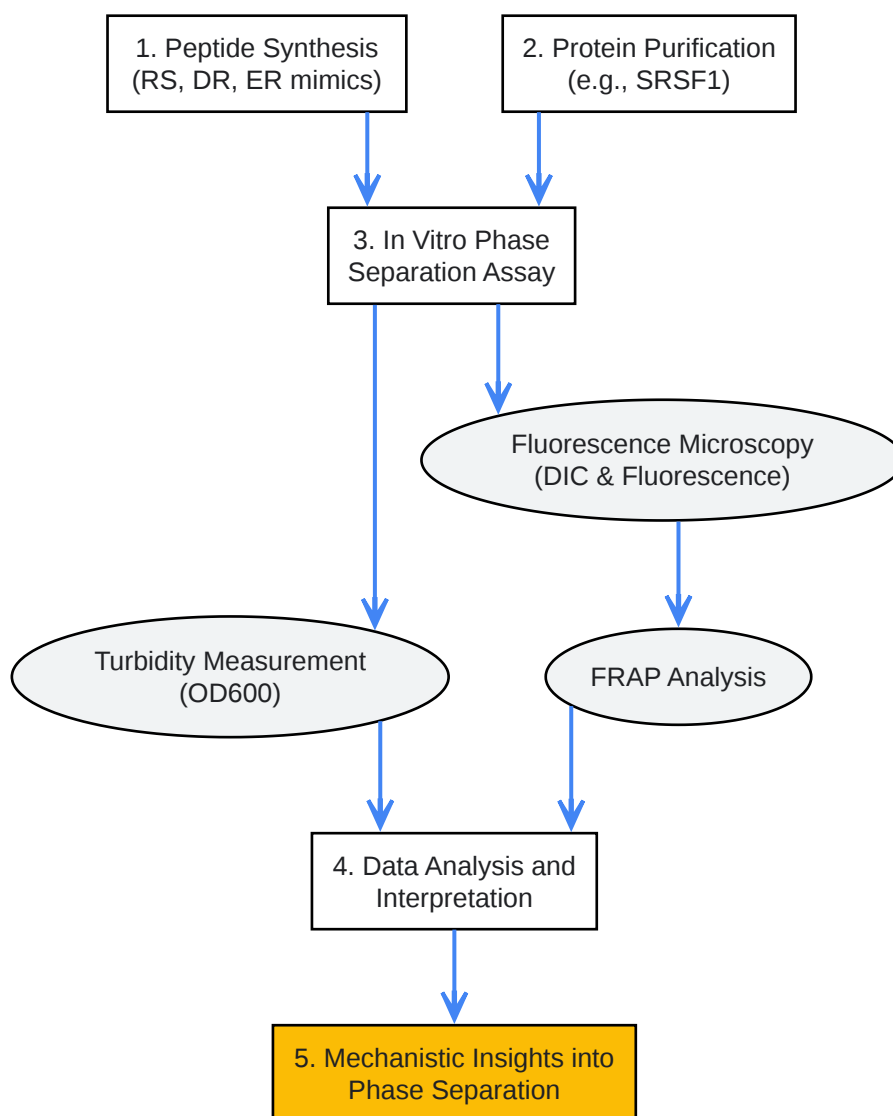 1. Peptide Synthesis
(RS, DR, ER mimics)
2. Protein Purification
(e.g., SRSF1)
3. In Vitro Phase
Separation Assay
Fluorescence Microscopy
(DIC & Fluorescence)
Turbidity Measurement
(OD600)
FRAP Analysis
4. Data Analysis and
Interpretation
5. Mechanistic Insights into
Phase Separation